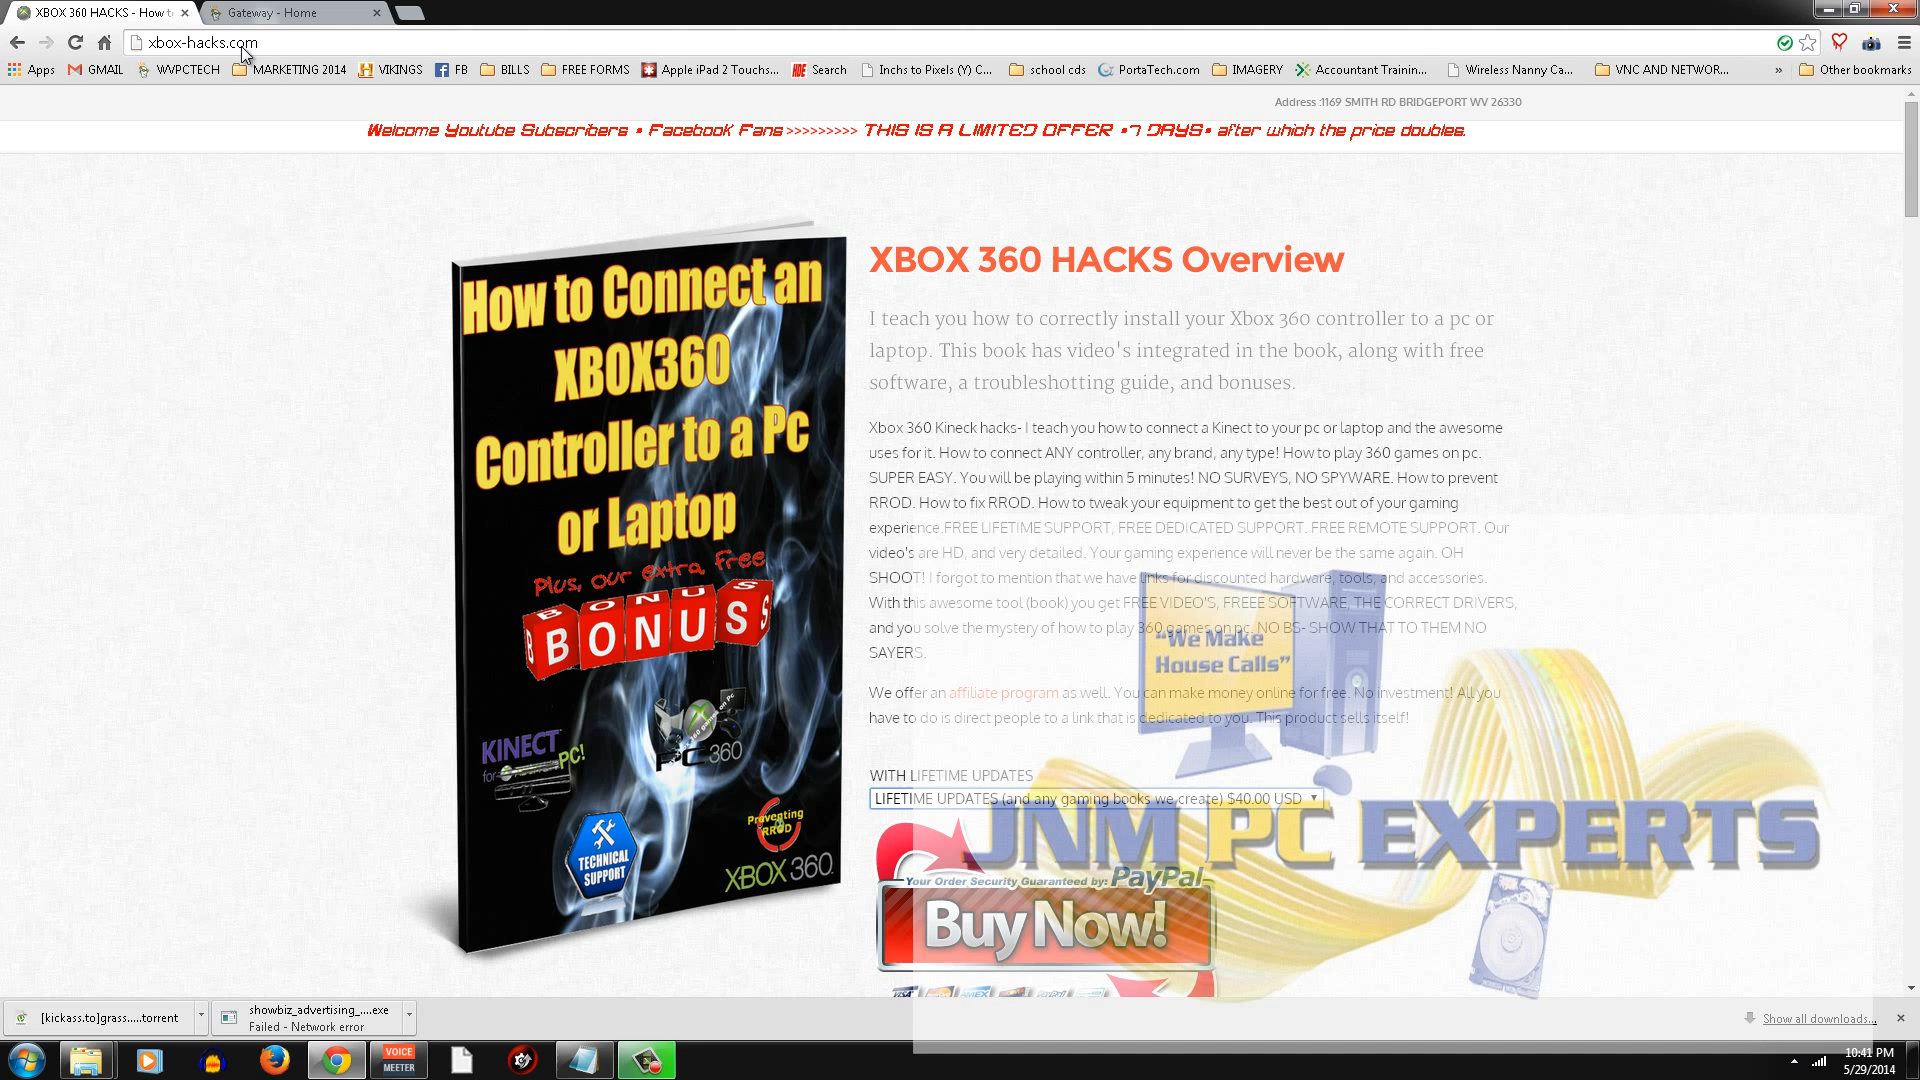 XBOX 360 HACKS - How to
Gateway - Home
xbox-hacks.com
Apps
GMAIL
WVPCTECH
MARKETING 2014
VIKINGS
FB
BILLS
FREE FORMS
Apple iPad 2 Touchs...
HDE Search
Inchs to Pixels (Y) C...
school cds
PortaTech.com
IMAGERY
Accountant Trainin...
Wireless Nanny Ca...
VNC AND NETWOR...
»
Other bookmarks
Address :1169 SMITH RD BRIDGEPORT WV 26330
Welcome Youtube Subscribers * Facebook Fans >>>>>>>>> THIS IS A LIMITED OFFER *7 DAYS* after which the price doubles.
How to Connect an
XBOX360
Controller to a Pc
or Laptop
Plus, our extra, free
BONUS
BONUSS
KINECT
for PC!
360 games on PC
PC 360
Preventing
RROD
TECHNICAL
SUPPORT
XBOX 360
XBOX 360 HACKS Overview
I teach you how to correctly install your Xbox 360 controller to a pc or
laptop. This book has video's integrated in the book, along with free
software, a troubleshotting guide, and bonuses.
Xbox 360 Kineck hacks- I teach you how to connect a Kinect to your pc or laptop and the awesome
uses for it. How to connect ANY controller, any brand, any type! How to play 360 games on pc.
SUPER EASY. You will be playing within 5 minutes! NO SURVEYS, NO SPYWARE. How to prevent
RROD. How to fix RROD. How to tweak your equipment to get the best out of your gaming
experience.FREE LIFETIME SUPPORT, FREE DEDICATED SUPPORT. FREE REMOTE SUPPORT. Our
video's are HD, and very detailed. Your gaming experience will never be the same again. OH
SHOOT! I forgot to mention that we have links for discounted hardware, tools, and accessories.
With this awesome tool (book) you get FREE VIDEO'S, FREEE SOFTWARE, THE CORRECT DRIVERS,
and you solve the mystery of how to play 360 games on pc. NO BS- SHOW THAT TO THEM NO
SAYERS.
We offer an affiliate program as well. You can make money online for free. No investment! All you
have to do is direct people to a link that is dedicated to you. This product sells itself!
"We Make
House Calls"
WITH LIFETIME UPDATES
LIFETIME UPDATES (and any gaming books we create) $40.00 USD
JNM PC EXPERTS
Your Order Security Guaranteed by: PayPal
Buy Now!
VISA AMEX
[kickass.to]grass.....torrent
showbiz_advertising_....exe
Failed - Network error
Show all downloads...
VOICE
MEETER
10:41 PM
5/29/2014